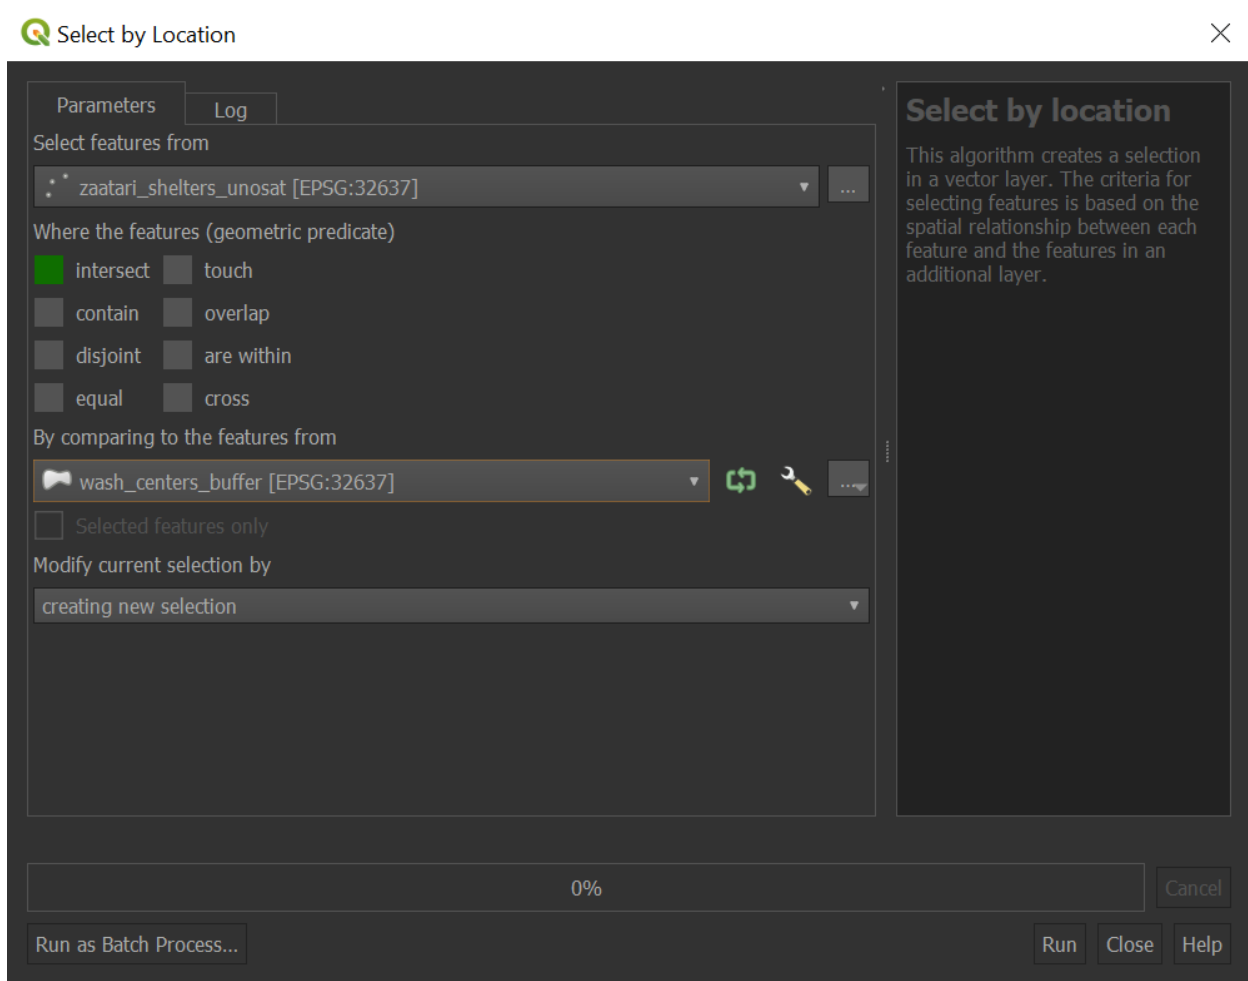 Select by Location
Parameters
Log
Select features from
zaatari_shelters_unosat [EPSG:32637]
...
Where the features (geometric predicate)
intersect
touch
contain
overlap
disjoint
are within
equal
cross
By comparing to the features from
wash_centers_buffer [EPSG:32637]
...
Selected features only
Modify current selection by
creating new selection
Select by location
This algorithm creates a selection
in a vector layer. The criteria for
selecting features is based on the
spatial relationship between each
feature and the features in an
additional layer.
0%
Cancel
Run as Batch Process...
Run
Close
Help